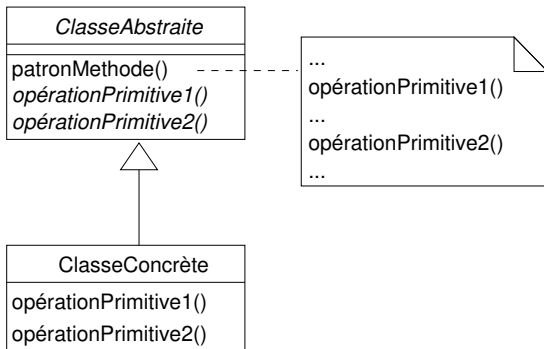 ClasseAbstraite
patronMethode()
opérationPrimitive1()
opérationPrimitive2()
...
opérationPrimitive1()
...
opérationPrimitive2()
...
ClasseConcrète
opérationPrimitive1()
opérationPrimitive2()